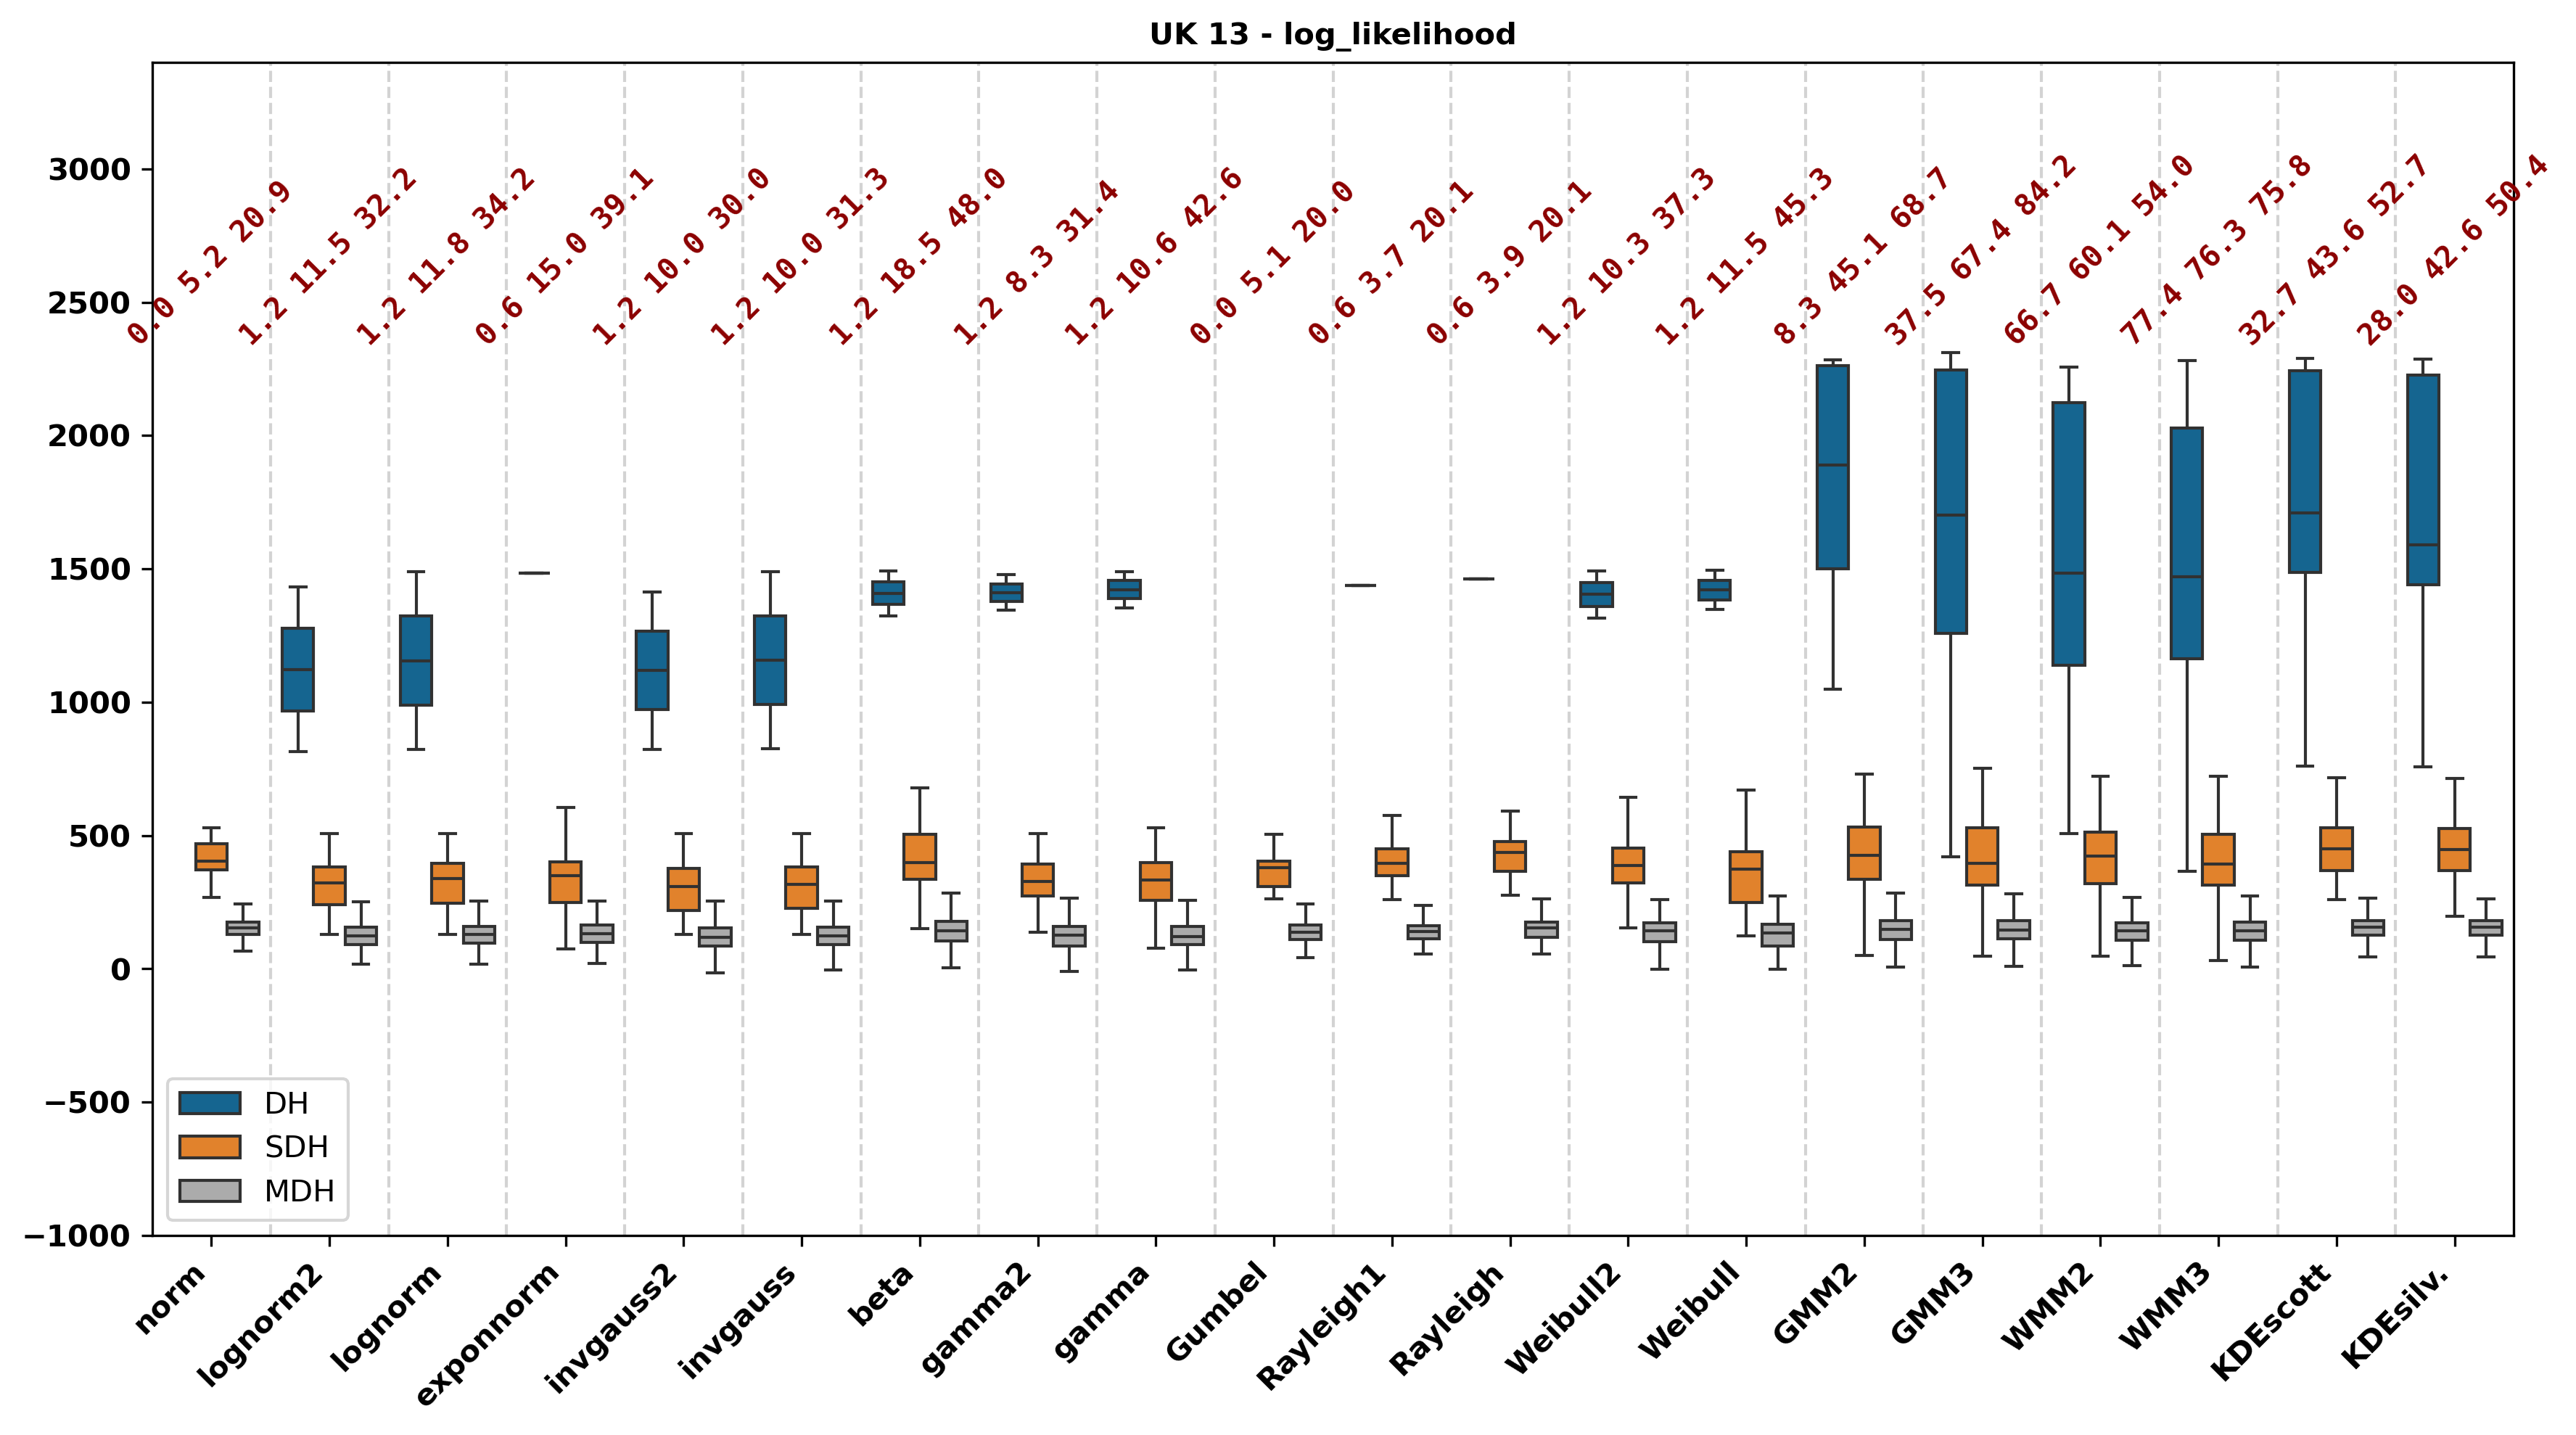 UK 13 - log_likelihood
3000
2500
2000
1500
1000
500
0
−500
−1000
0.0 5.2 20.9
1.2 11.5 32.2
1.2 11.8 34.2
0.6 15.0 39.1
1.2 10.0 30.0
1.2 10.0 31.3
1.2 18.5 48.0
1.2 8.3 31.4
1.2 10.6 42.6
0.0 5.1 20.0
0.6 3.7 20.1
0.6 3.9 20.1
1.2 10.3 37.3
1.2 11.5 45.3
8.3 45.1 68.7
37.5 67.4 84.2
66.7 60.1 54.0
77.4 76.3 75.8
32.7 43.6 52.7
28.0 42.6 50.4
DH
SDH
MDH
norm
lognorm2
lognorm
exponnorm
invgauss2
invgauss
beta
gamma2
gamma
Gumbel
Rayleigh1
Rayleigh
Weibull2
Weibull
GMM2
GMM3
WMM2
WMM3
KDEscott
KDEsilv.